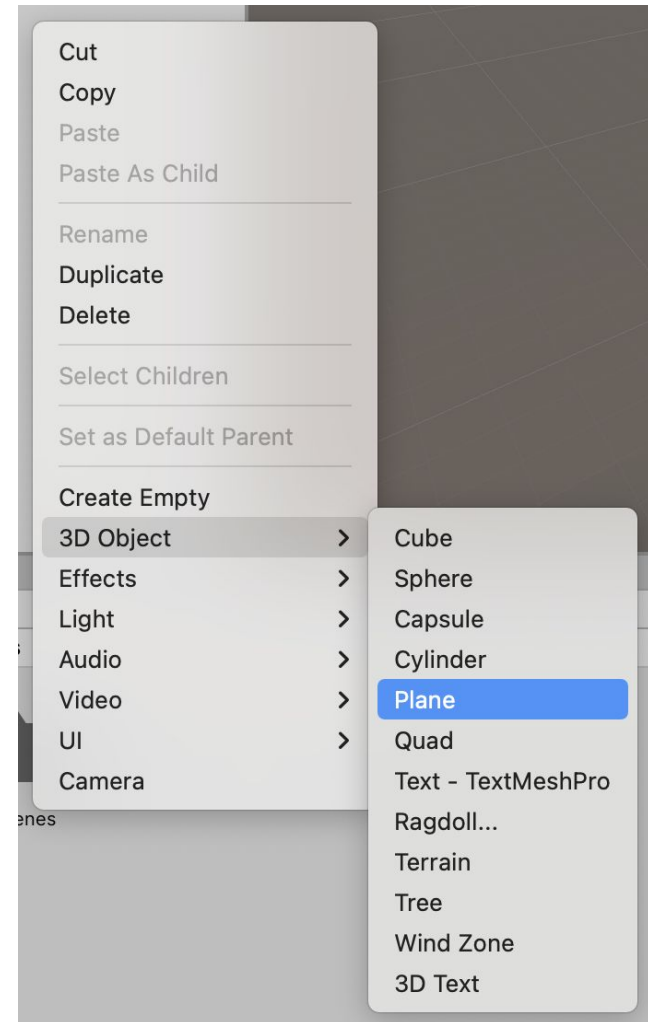 Cut
Copy
Paste
Paste As Child
Rename
Duplicate
Delete
Select Children
Set as Default Parent
Create Empty
3D Object
Effects
Light
Audio
Video
UI
Camera
Cube
Sphere
Capsule
Cylinder
Plane
Quad
Text - TextMeshPro
Ragdoll...
Terrain
Tree
Wind Zone
3D Text
enes